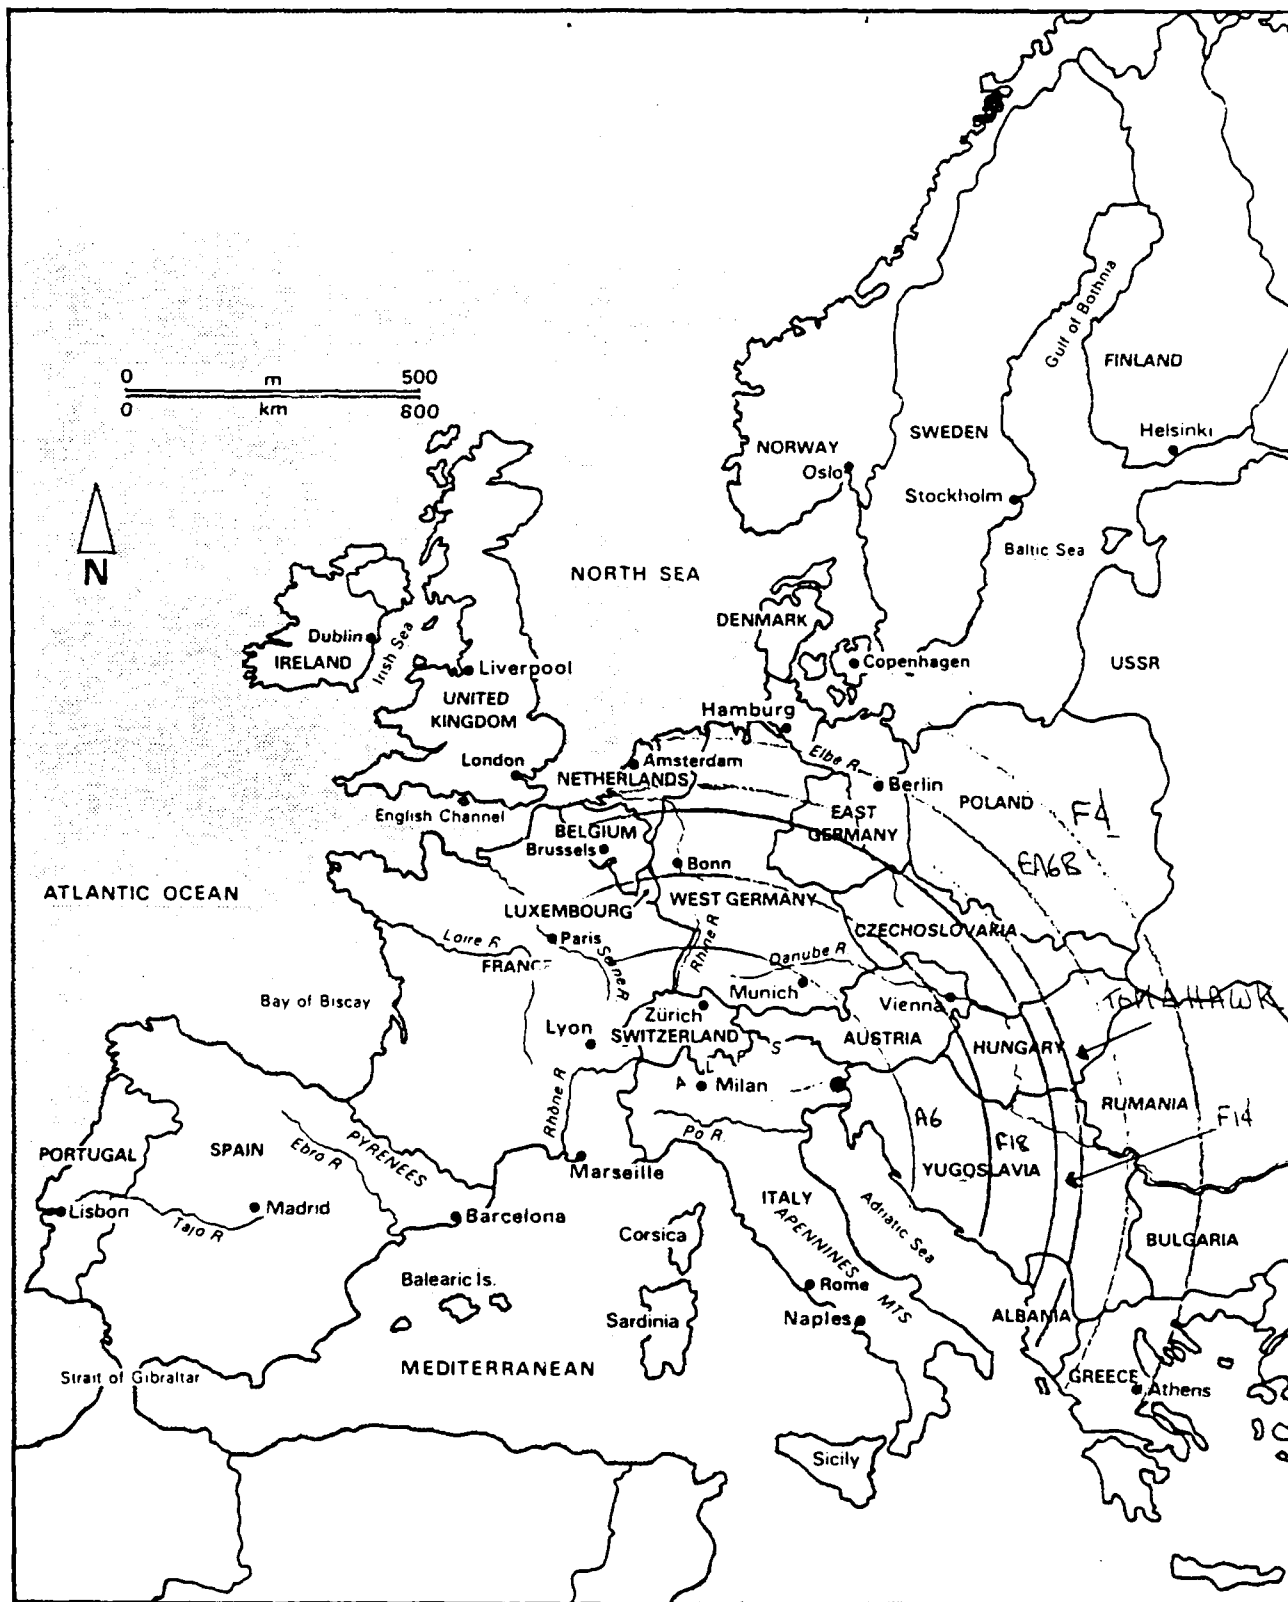 Gulf of Bothnia
FINLAND
0 m 500
0 km 800
NORWAY
SWEDEN
Helsinki
Oslo
Stockholm
Baltic Sea
N
NORTH SEA
DENMARK
Dublin
IRELAND
Irish Sea
Liverpool
Copenhagen
USSR
UNITED
KINGDOM
Hamburg
London
Amsterdam
NETHERLANDS
Elbe R
Berlin
POLAND
F4
English Channel
EAST
GERMANY
BELGIUM
Brussels
Bonn
EA6B
ATLANTIC OCEAN
LUXEMBOURG
WEST GERMANY
CZECHOSLOVAKIA
Loire R
Paris
Seine R
Rhine R
Danube R
FRANCE
Bay of Biscay
Munich
Vienna
TOMAHAWK
Zürich
Lyon
SWITZERLAND
AUSTRIA
HUNGARY
ALPS
Milan
Rhône R
RUMANIA
A6
F18
F14
Po R.
PORTUGAL
SPAIN
Ebro R
PYRENEES
Marseille
YUGOSLAVIA
Lisbon
Tajo R
Madrid
Barcelona
ITALY
APENNINES MTS
Adriatic Sea
Corsica
BULGARIA
Balearic Is.
Rome
Sardinia
Naples
ALBANIA
MEDITERRANEAN
Strait of Gibraltar
GREECE
Athens
Sicily